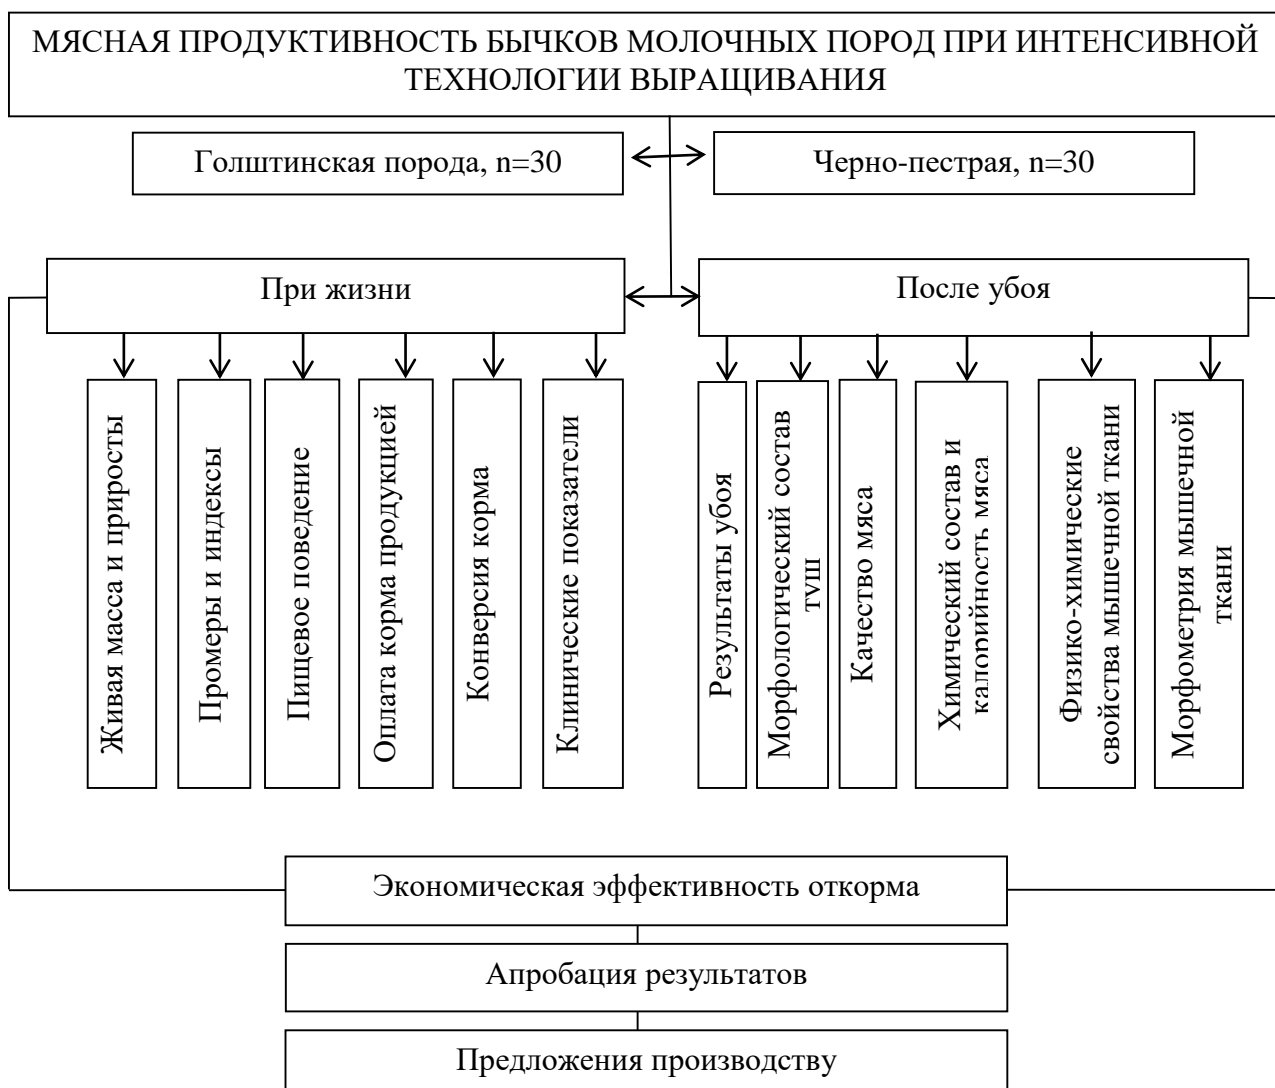 МЯСНАЯ ПРОДУКТИВНОСТЬ БЫЧКОВ МОЛОЧНЫХ ПОРОД ПРИ ИНТЕНСИВНОЙ
ТЕХНОЛОГИИ ВЫРАЩИВАНИЯ
Голштинская порода, n=30
Черно-пестрая, n=30
При жизни
После убоя
Живая масса и приросты
Промеры и индексы
Пищевое поведение
Оплата корма продукцией
Конверсия корма
Клинические показатели
Результаты убоя
Морфологический состав
туш
Качество мяса
Химический состав и
калорийность мяса
Физико-химические
свойства мышечной ткани
Морфометрия мышечной
ткани
Экономическая эффективность откорма
Апробация результатов
Предложения производству